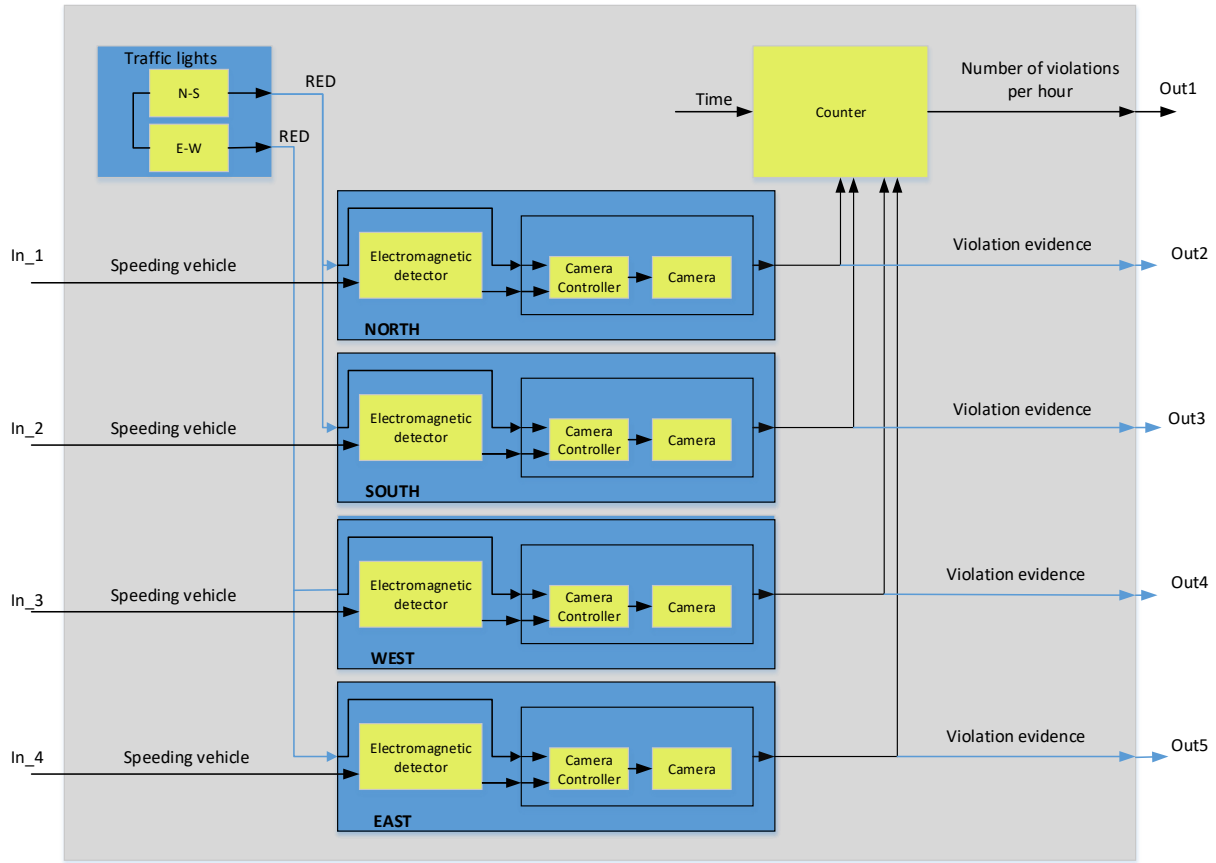 Traffic lights
N-S
E-W
RED
RED
Time
Counter
Number of violations
per hour
Out1
In_1
Speeding vehicle
Electromagnetic
detector
Camera
Controller
Camera
NORTH
Violation evidence
Out2
In_2
Speeding vehicle
Electromagnetic
detector
Camera
Controller
Camera
SOUTH
Violation evidence
Out3
In_3
Speeding vehicle
Electromagnetic
detector
Camera
Controller
Camera
WEST
Violation evidence
Out4
In_4
Speeding vehicle
Electromagnetic
detector
Camera
Controller
Camera
EAST
Violation evidence
Out5